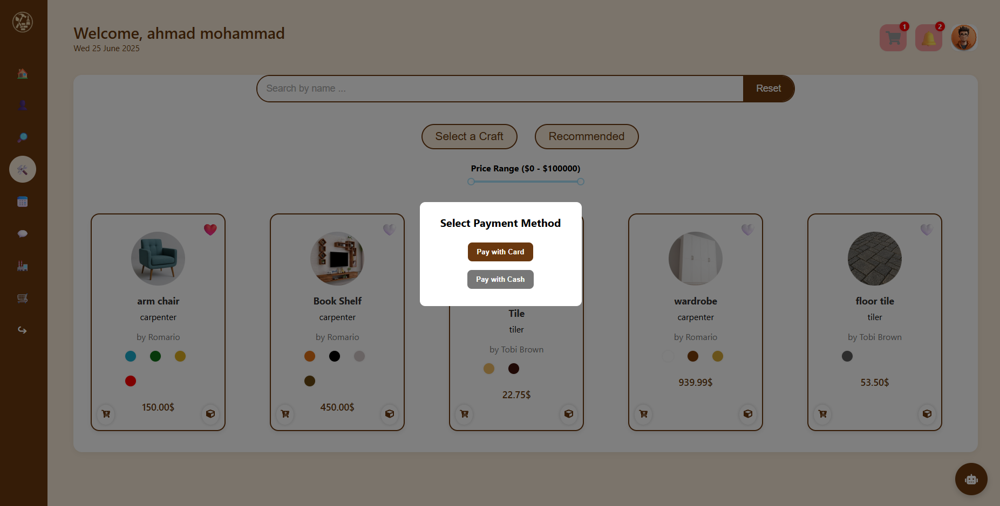 Welcome, ahmad mohammad
Wed 25 June 2025
1
2
Search by name ...
Reset
Select a Craft
Recommended
Price Range ($0 - $100000)
Select Payment Method
Pay with Card
Pay with Cash
arm chair
carpenter
by Romario
150.00$
Book Shelf
carpenter
by Romario
450.00$
Tile
tiler
by Tobi Brown
22.75$
wardrobe
carpenter
by Romario
939.99$
floor tile
tiler
by Tobi Brown
53.50$